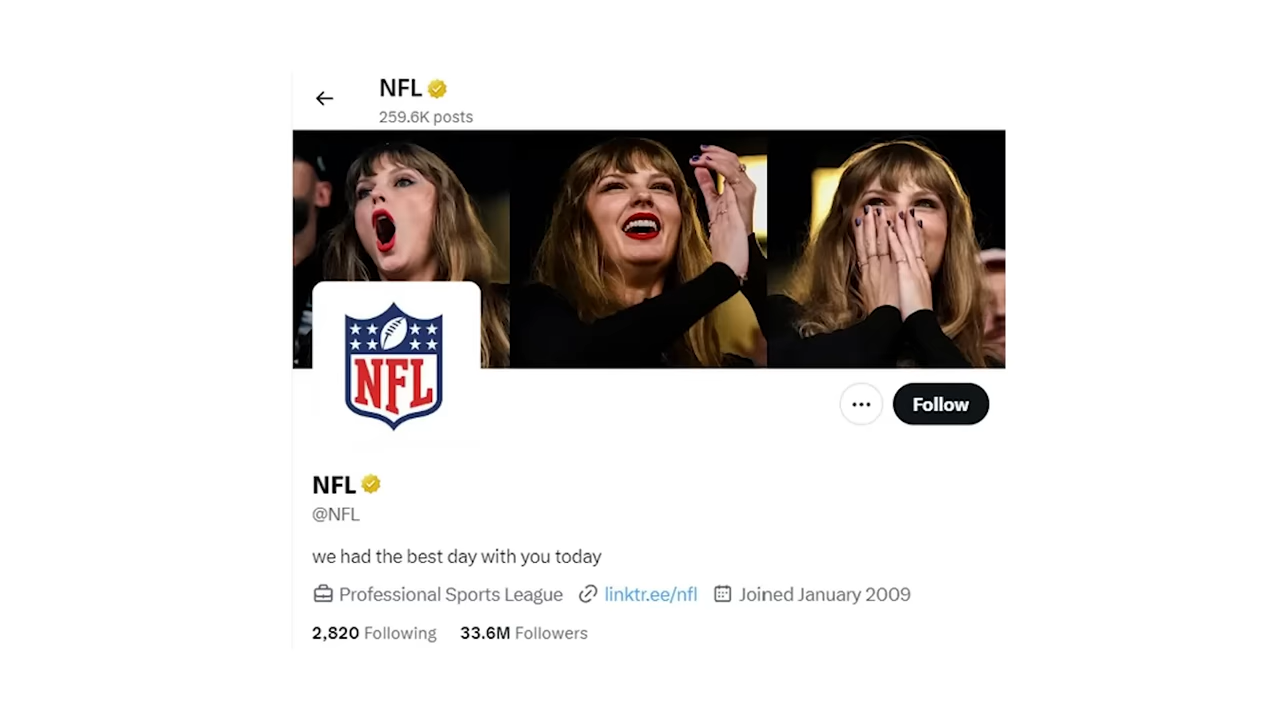 NFL
259.6K posts
NFL
Follow
NFL
@NFL
we had the best day with you today
Professional Sports League linktr.ee/nfl Joined January 2009
2,820 Following 33.6M Followers